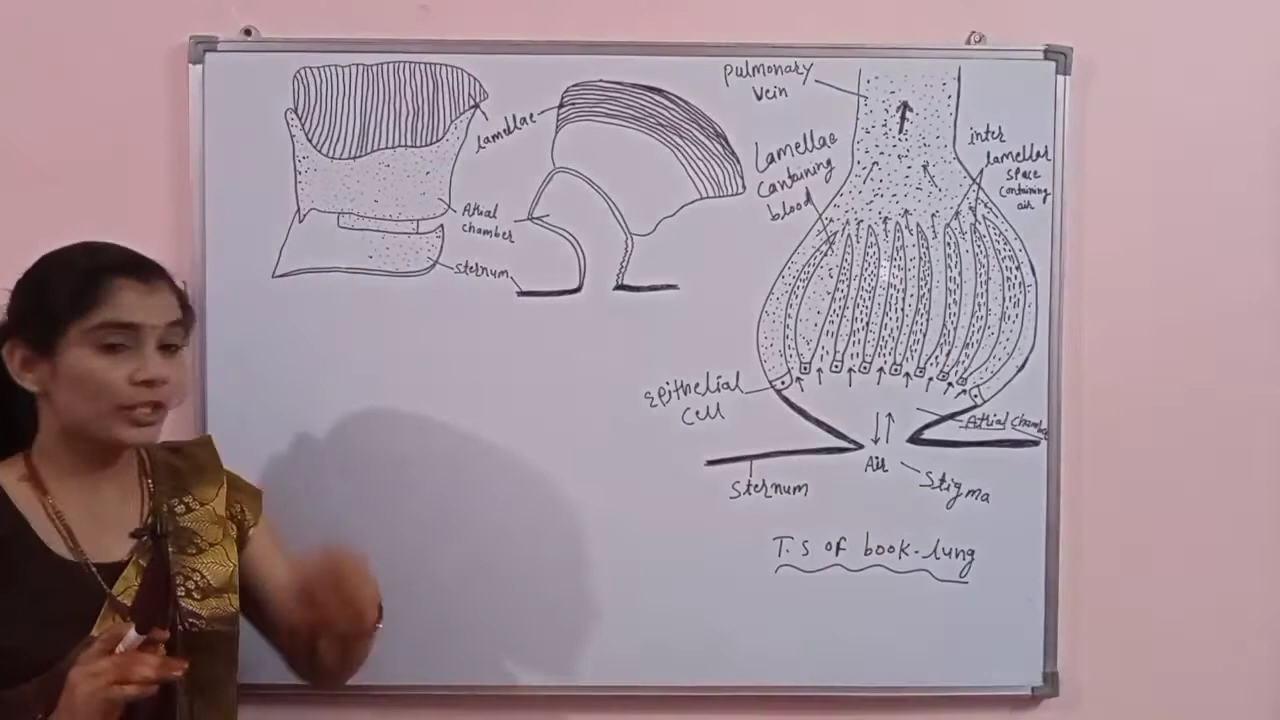 lamellae
Atrial
chamber
sternum
Pulmonary
vein
Lamellae
cantaining
blood
inter
lamellar
space
containing
air
Epithelial
cell
Atrial chamber
Air
Stigma
Sternum
T.S of book-lung